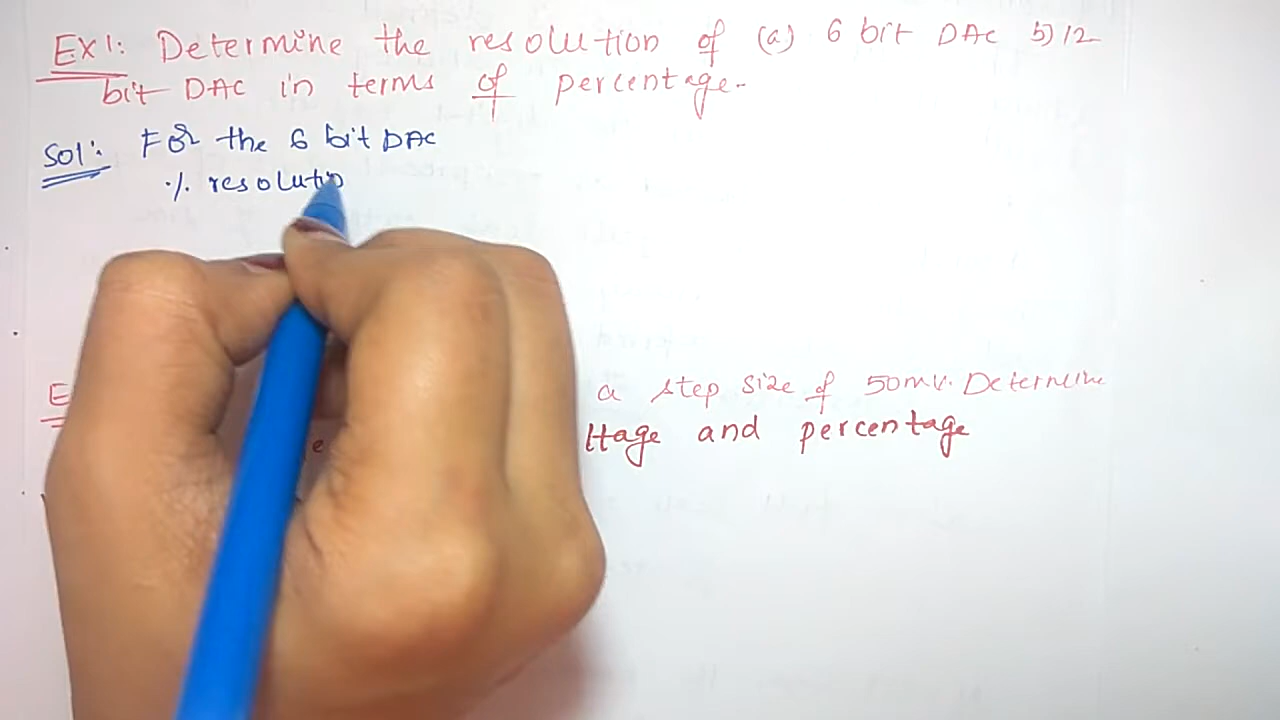 Ex1: Determine the resolution of (a) 6 bit DAC b) 12
bit DAC in terms of percentage.
Sol: For the 6 bit DAC
% resolutio
a step size of 50mv. Determine
ltage and percentage